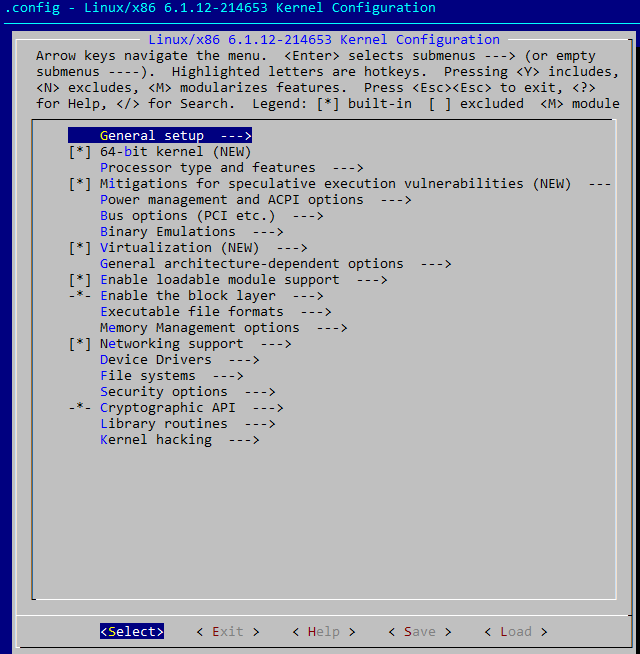 .config - Linux/x86 6.1.12-214653 Kernel Configuration
Linux/x86 6.1.12-214653 Kernel Configuration
Arrow keys navigate the menu.  <Enter> selects submenus ---> (or empty
submenus ----).  Highlighted letters are hotkeys.  Pressing <Y> includes,
<N> excludes, <M> modularizes features.  Press <Esc><Esc> to exit, <?>
for Help, </> for Search.  Legend: [*] built-in  [ ] excluded  <M> module
General setup  --->
[*] 64-bit kernel (NEW)
Processor type and features  --->
[*] Mitigations for speculative execution vulnerabilities (NEW)  ---
Power management and ACPI options  --->
Bus options (PCI etc.)  --->
Binary Emulations  --->
[*] Virtualization (NEW)  --->
General architecture-dependent options  --->
[*] Enable loadable module support  --->
-*- Enable the block layer  --->
Executable file formats  --->
Memory Management options  --->
[*] Networking support  --->
Device Drivers  --->
File systems  --->
Security options  --->
-*- Cryptographic API  --->
Library routines  --->
Kernel hacking  --->
<Select>    < Exit >    < Help >    < Save >    < Load >